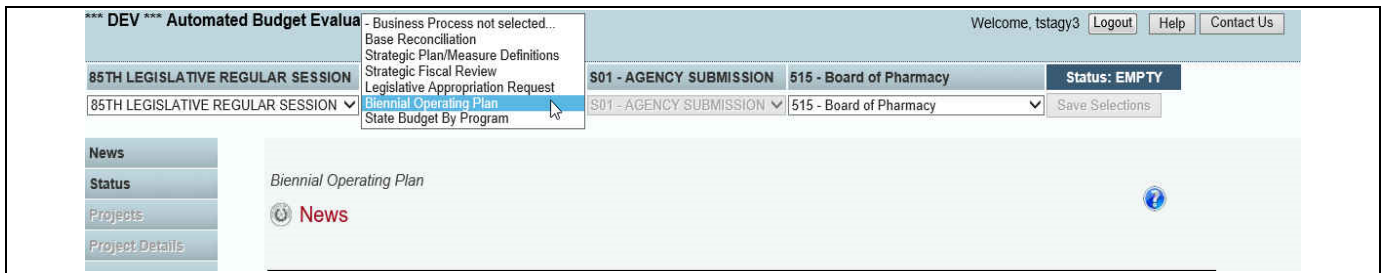 *** DEV *** Automated Budget Evalua
Welcome, tstagy3 Logout Help Contact Us
- Business Process not selected...
Base Reconciliation
Strategic Plan/Measure Definitions
Strategic Fiscal Review
Legislative Appropriation Request
Biennial Operating Plan
State Budget By Program
85TH LEGISLATIVE REGULAR SESSION S01 - AGENCY SUBMISSION 515 - Board of Pharmacy Status: EMPTY
85TH LEGISLATIVE REGULAR SESSION S01 - AGENCY SUBMISSION 515 - Board of Pharmacy Save Selections
News
Status
Projects
Project Details
Biennial Operating Plan
News